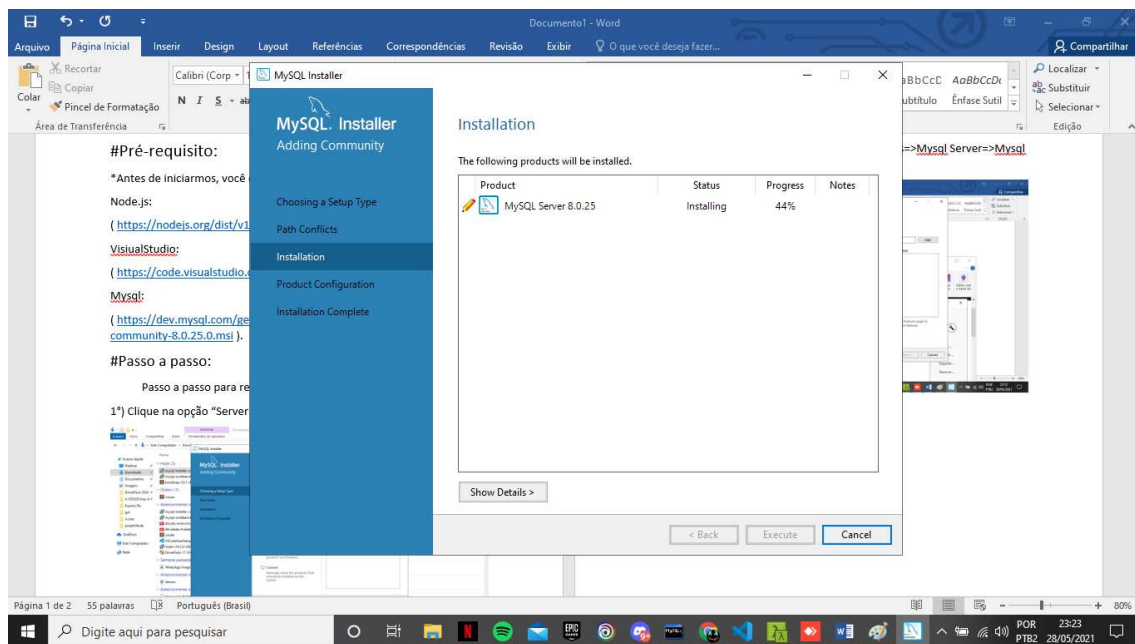 Documento1 - Word
Arquivo Página Inicial Inserir Design Layout Referências Correspondências Revisão Exibir O que você deseja fazer... Compartilhar
Colar
Recortar
Copiar
Pincel de Formatação
Área de Transferência
Calibri (Corp
N I S
aBbCcD AaBbCcDt
ubtítulo Ênfase Sutil
Localizar
Substituir
Selecionar
Edição
#Pré-requisito:
*Antes de iniciarmos, você
Node.js:
( https://nodejs.org/dist/v1
VisiualStudio:
( https://code.visualstudio.
Mysql:
( https://dev.mysql.com/ge
community-8.0.25.0.msi ).
#Passo a passo:
Passo a passo para re
1°) Clique na opção “Server
=>Mysql Server=>Mysql
MySQL Installer
MySQL. Installer
Adding Community
Choosing a Setup Type
Path Conflicts
Installation
Product Configuration
Installation Complete
Installation
The following products will be installed.
Product Status Progress Notes
MySQL Server 8.0.25 Installing 44%
Show Details >
< Back Execute Cancel
Página 1 de 2 55 palavras Português (Brasil) 80%
Digite aqui para pesquisar
POR 23:23
PTB2 28/05/2021